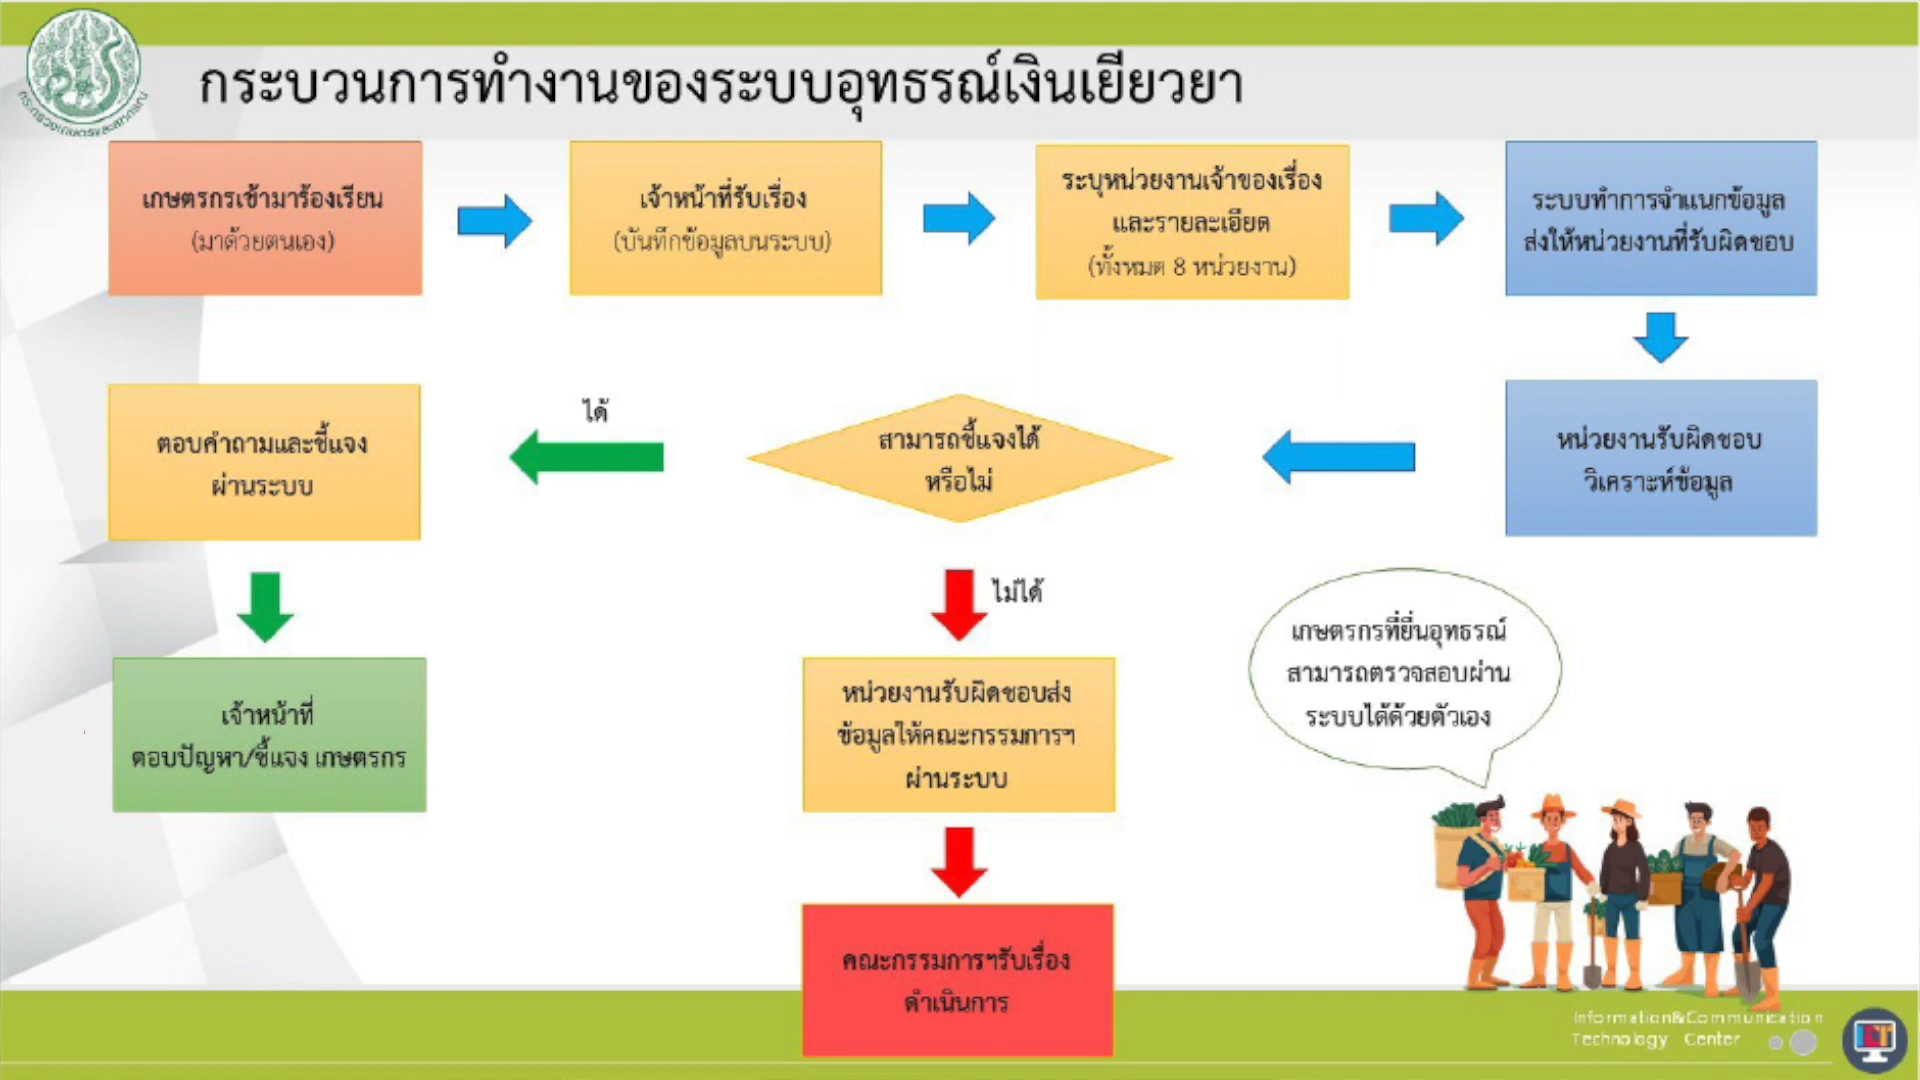 กระบวนการทำงานของระบบอุทธรณ์เงินเยียวยา
กระทรวงเกษตรและสหกรณ์
เกษตรกรเข้ามาร้องเรียน
(มาด้วยตนเอง)
เจ้าหน้าที่รับเรื่อง
(บันทึกข้อมูลบนระบบ)
ระบุหน่วยงานเจ้าของเรื่อง
และรายละเอียด
(ทั้งหมด 8 หน่วยงาน)
ระบบทำการจำแนกข้อมูล
ส่งให้หน่วยงานที่รับผิดชอบ
หน่วยงานรับผิดชอบ
วิเคราะห์ข้อมูล
สามารถชี้แจงได้
หรือไม่
ได้
ตอบคำถามและชี้แจง
ผ่านระบบ
เจ้าหน้าที่
ตอบปัญหา/ชี้แจง เกษตรกร
ไม่ได้
หน่วยงานรับผิดชอบส่ง
ข้อมูลให้คณะกรรมการฯ
ผ่านระบบ
คณะกรรมการฯรับเรื่อง
ดำเนินการ
เกษตรกรที่ยื่นอุทธรณ์
สามารถตรวจสอบผ่าน
ระบบได้ด้วยตัวเอง
Information&Communication
Technology Center